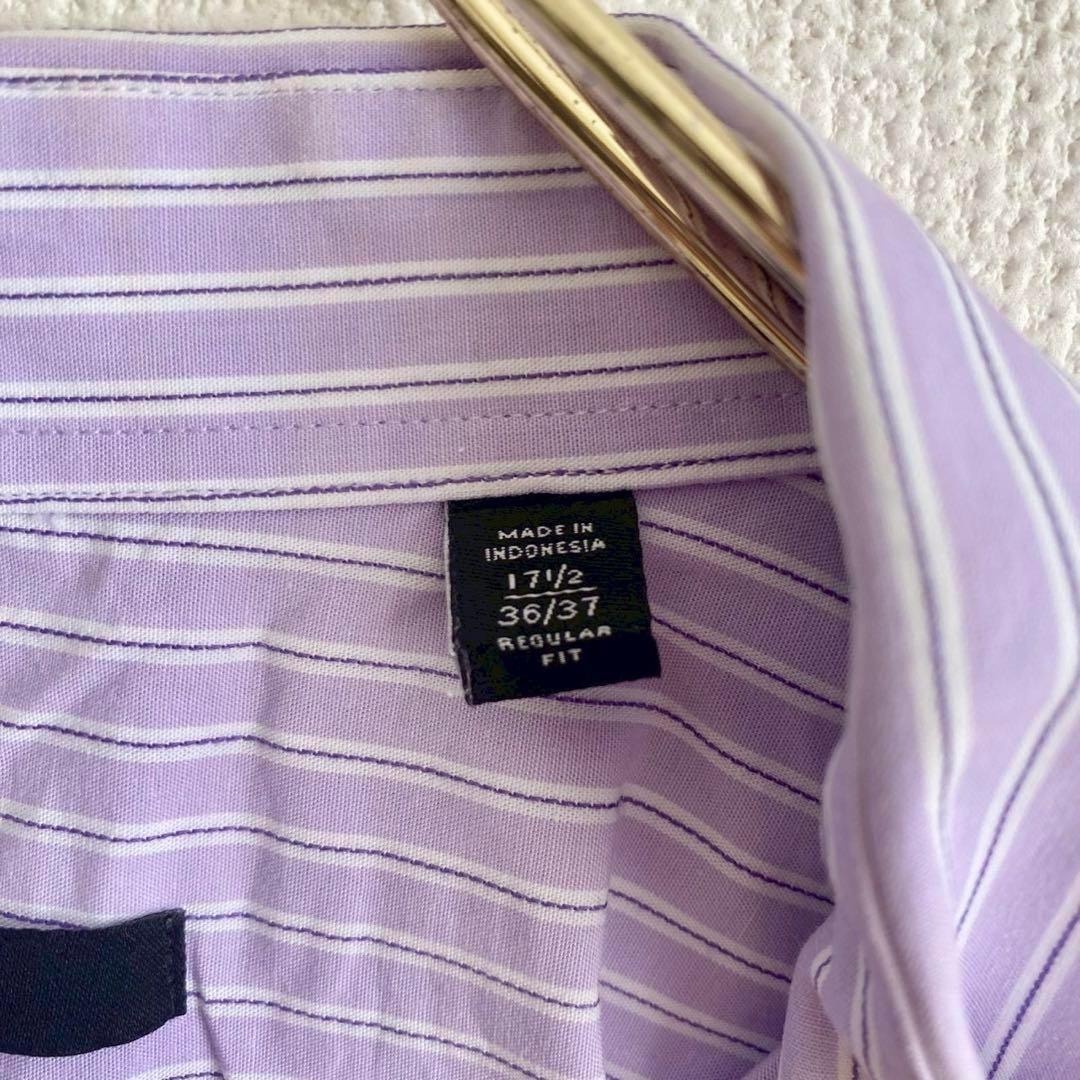 MADE IN
INDONESIA
17 1/2
36/37
REGULAR
FIT